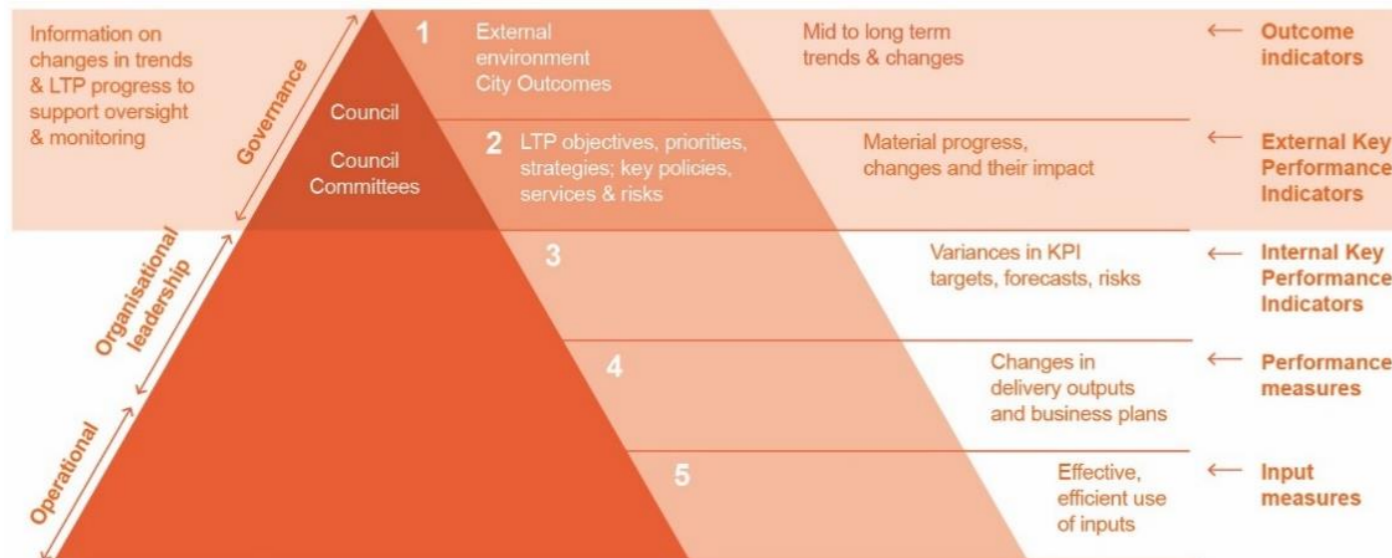 Information on
changes in trends
& LTP progress to
support oversight
& monitoring
Governance
Organisational
leadership
Operational
Council
Council
Committees
1
External
environment
City Outcomes
Mid to long term
trends & changes
← Outcome
indicators
2
LTP objectives, priorities,
strategies; key policies,
services & risks
Material progress,
changes and their impact
← External Key
Performance
Indicators
3
Variances in KPI
targets, forecasts, risks
← Internal Key
Performance
Indicators
4
Changes in
delivery outputs
and business plans
← Performance
measures
5
Effective,
efficient use
of inputs
← Input
measures